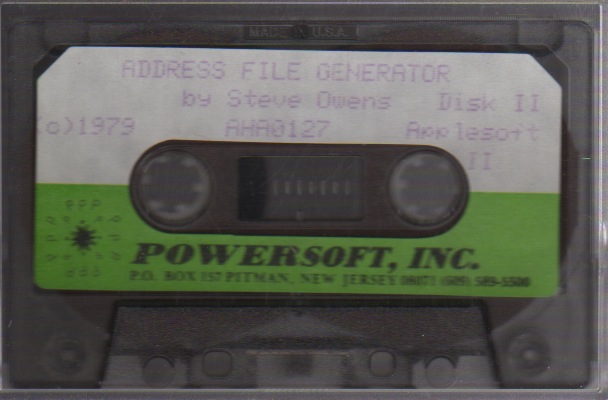 MADE IN U.S.A.
ADDRESS FILE GENERATOR
by Steve Owens Disk II
(c)1979 AHA0127 Applesoft
II
P P P
POWERSOFT, INC.
P.O. BOX 157 PITMAN, NEW JERSEY 08071 (609) 589-5500